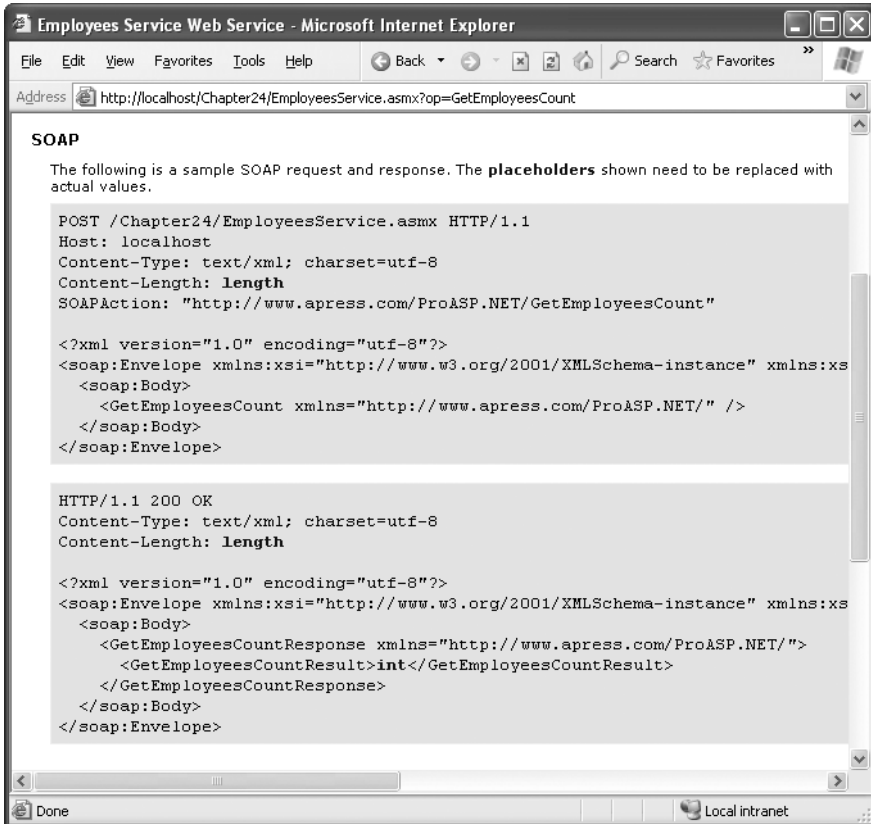 Employees Service Web Service - Microsoft Internet Explorer
File Edit View Favorites Tools Help Back Search Favorites »
Address http://localhost/Chapter24/EmployeesService.asmx?op=GetEmployeesCount
SOAP
The following is a sample SOAP request and response. The placeholders shown need to be replaced with
actual values.
POST /Chapter24/EmployeesService.asmx HTTP/1.1
Host: localhost
Content-Type: text/xml; charset=utf-8
Content-Length: length
SOAPAction: "http://www.apress.com/ProASP.NET/GetEmployeesCount"
<?xml version="1.0" encoding="utf-8"?>
<soap:Envelope xmlns:xsi="http://www.w3.org/2001/XMLSchema-instance" xmlns:xs
<soap:Body>
<GetEmployeesCount xmlns="http://www.apress.com/ProASP.NET/" />
</soap:Body>
</soap:Envelope>
HTTP/1.1 200 OK
Content-Type: text/xml; charset=utf-8
Content-Length: length
<?xml version="1.0" encoding="utf-8"?>
<soap:Envelope xmlns:xsi="http://www.w3.org/2001/XMLSchema-instance" xmlns:xs
<soap:Body>
<GetEmployeesCountResponse xmlns="http://www.apress.com/ProASP.NET/">
<GetEmployeesCountResult>int</GetEmployeesCountResult>
</GetEmployeesCountResponse>
</soap:Body>
</soap:Envelope>
Done Local intranet